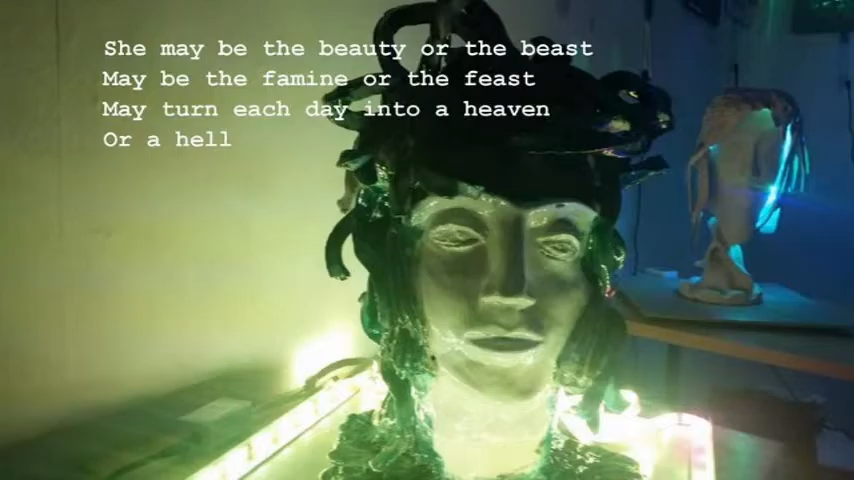 She may be the beauty or the beast
May be the famine or the feast
May turn each day into a heaven
Or a hell